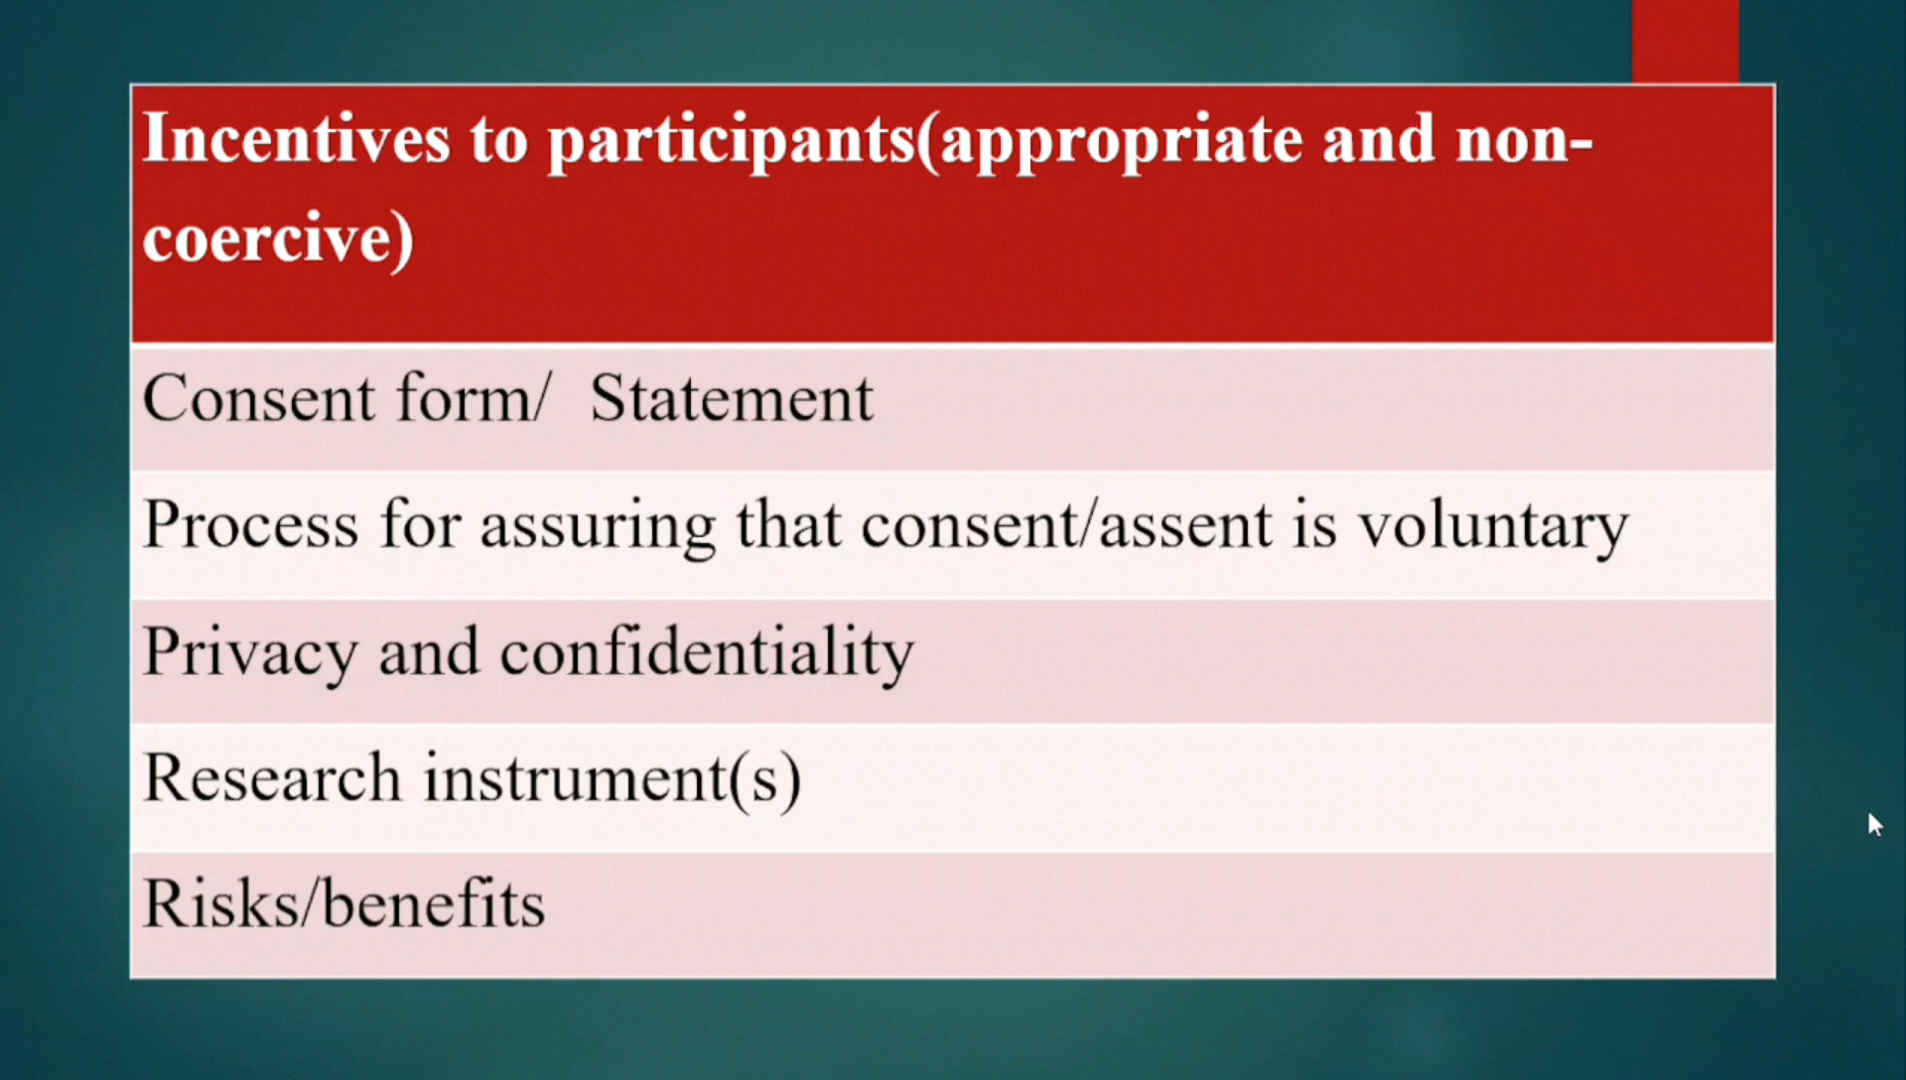 Incentives to participants(appropriate and non-
coercive)
Consent form/  Statement
Process for assuring that consent/assent is voluntary
Privacy and confidentiality
Research instrument(s)
Risks/benefits